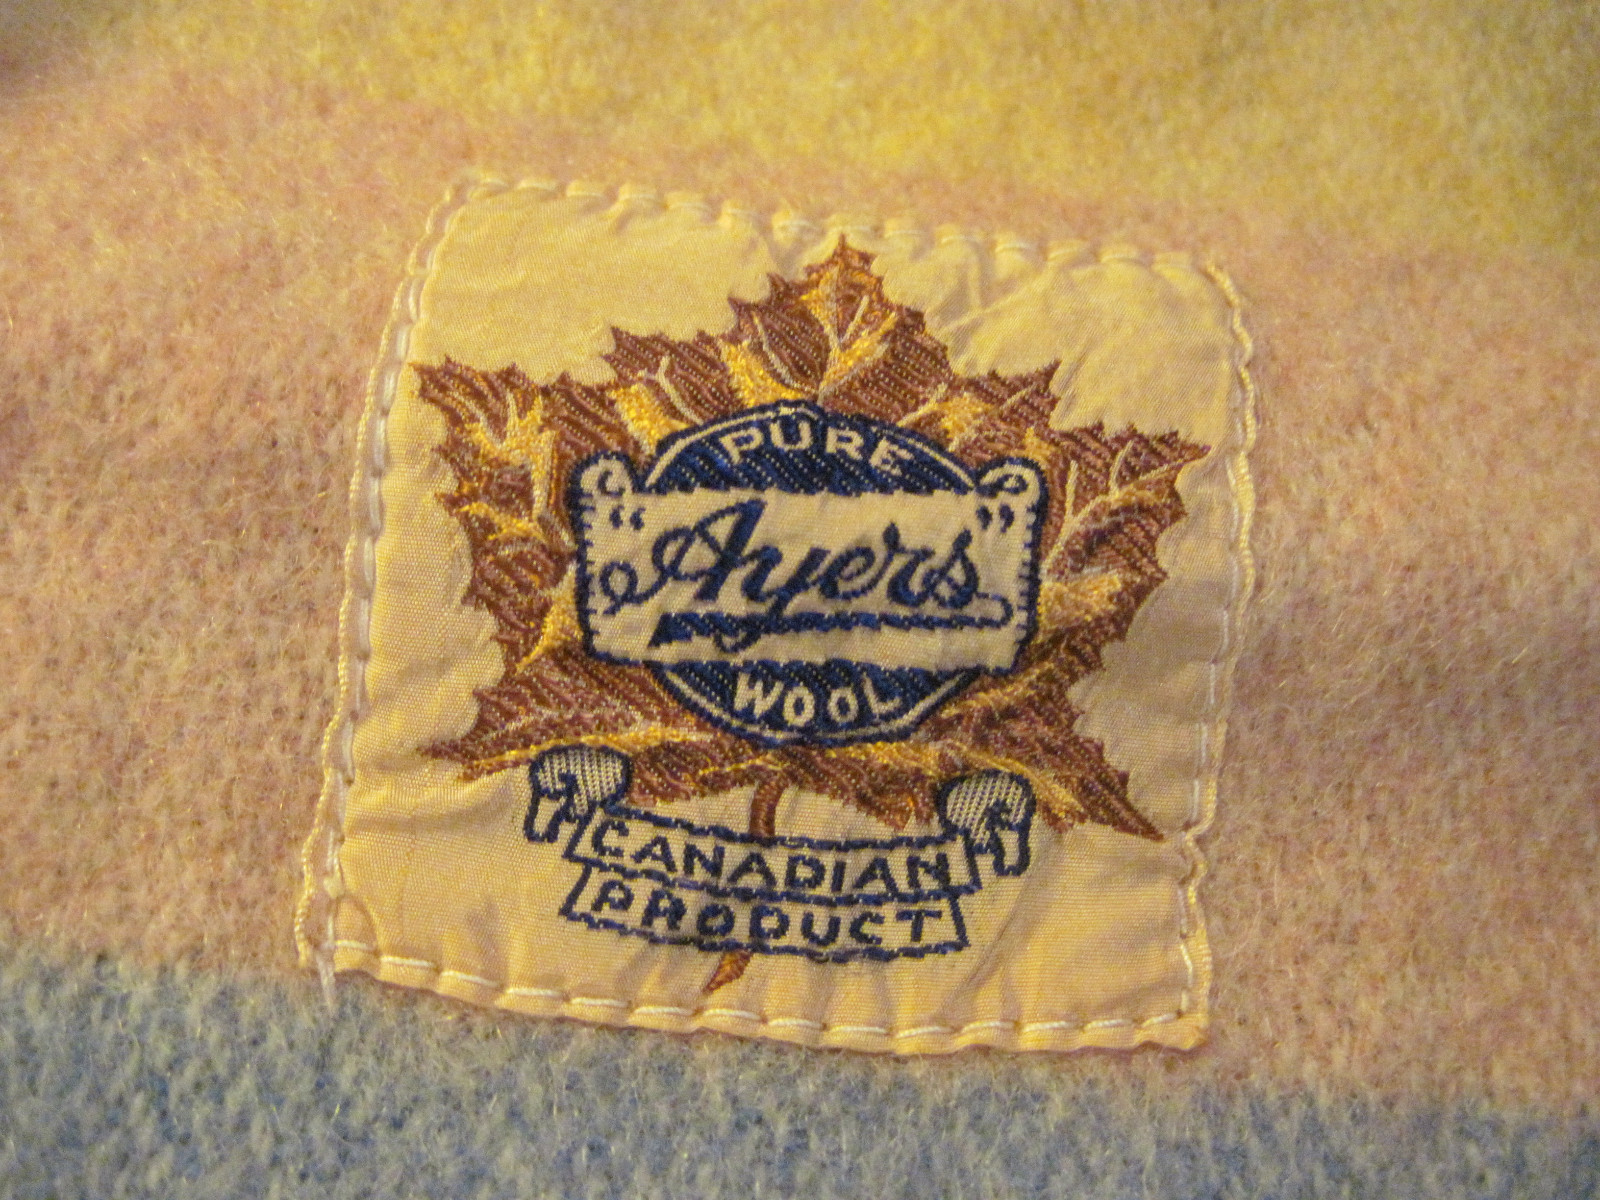 PURE
"Ayers"
WOOL
CANADIAN
PRODUCT